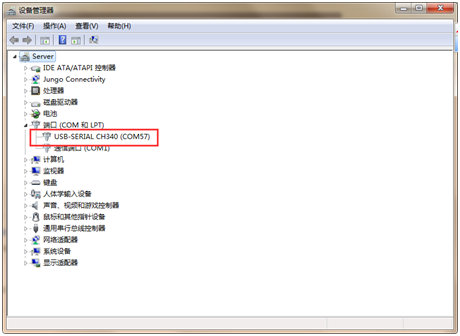 设备管理器
文件(F) 操作(A) 查看(V) 帮助(H)
Server
IDE ATA/ATAPI 控制器
Jungo Connectivity
处理器
磁盘驱动器
电池
端口 (COM 和 LPT)
USB-SERIAL CH340 (COM57)
通信端口 (COM1)
计算机
监视器
键盘
人体学输入设备
声音、视频和游戏控制器
鼠标和其他指针设备
通用串行总线控制器
网络适配器
系统设备
显示适配器